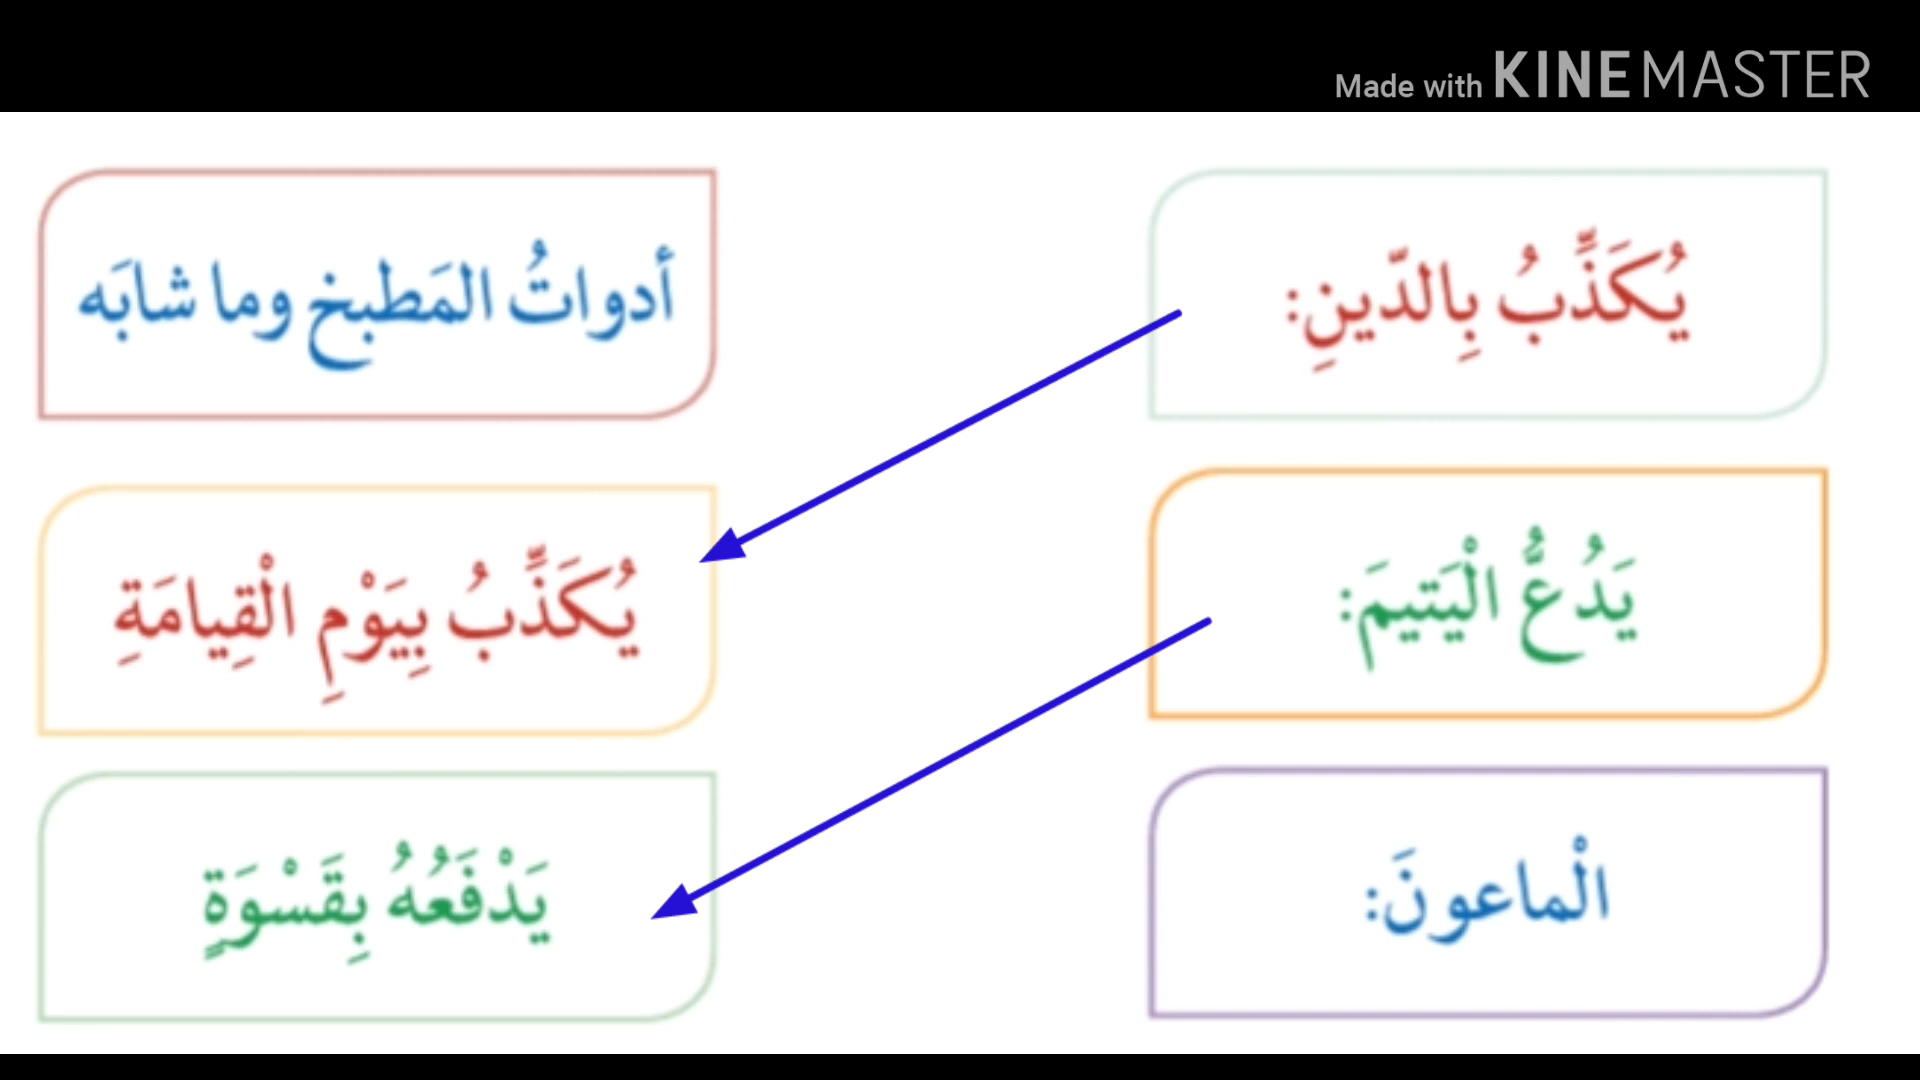 Made with KINEMASTER
يُكَذِّبُ بِالدّينِ:
أدواتُ المَطبخ وما شابَه
يَدُعُّ الْيَتيمَ:
يُكَذِّبُ بِيَوْمِ الْقِيامَةِ
الْماعونَ:
يَدْفَعُهُ بِقَسْوَةٍ